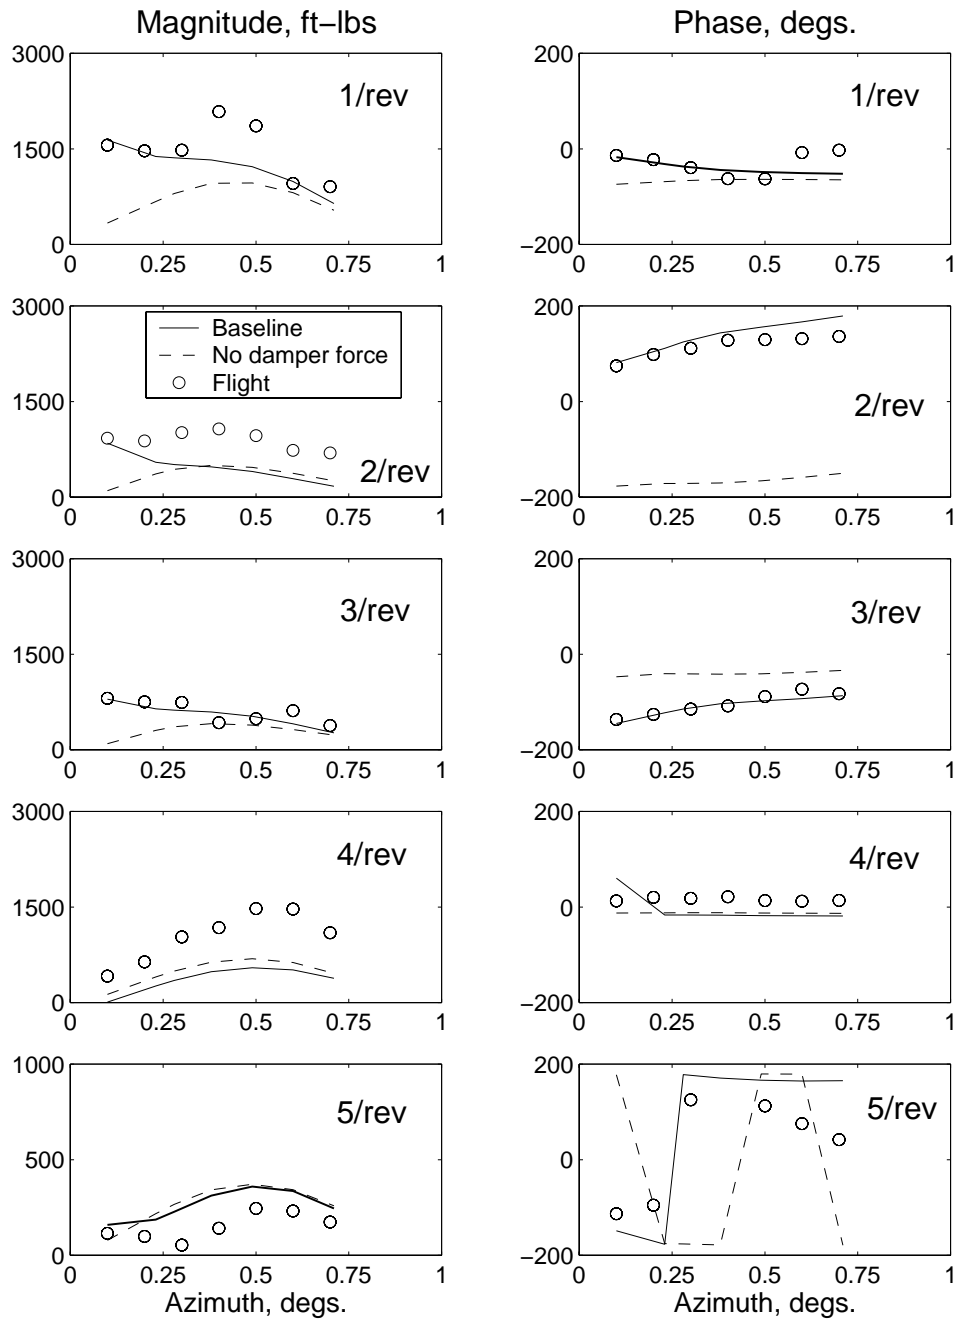 Magnitude, ft−lbs
Phase, degs.
3000
1500
0
0 0.25 0.5 0.75 1
1/rev
200
0
−200
0 0.25 0.5 0.75 1
1/rev
3000
1500
0
0 0.25 0.5 0.75 1
Baseline
No damper force
Flight
2/rev
200
0
−200
0 0.25 0.5 0.75 1
2/rev
3000
1500
0
0 0.25 0.5 0.75 1
3/rev
200
0
−200
0 0.25 0.5 0.75 1
3/rev
3000
1500
0
0 0.25 0.5 0.75 1
4/rev
200
0
−200
0 0.25 0.5 0.75 1
4/rev
1000
500
0
0 0.25 0.5 0.75 1
5/rev
Azimuth, degs.
200
0
−200
0 0.25 0.5 0.75 1
5/rev
Azimuth, degs.